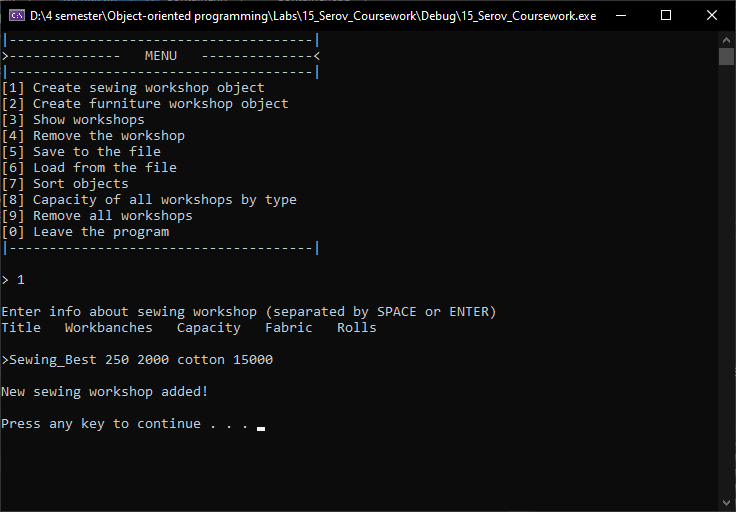 D:\4 semester\Object-oriented programming\Labs\15_Serov_Coursework\Debug\15_Serov_Coursework.exe
|--------------------------------------|
>--------------   MENU   --------------<
|--------------------------------------|
[1] Create sewing workshop object
[2] Create furniture workshop object
[3] Show workshops
[4] Remove the workshop
[5] Save to the file
[6] Load from the file
[7] Sort objects
[8] Capacity of all workshops by type
[9] Remove all workshops
[0] Leave the program
|--------------------------------------|
> 1
Enter info about sewing workshop (separated by SPACE or ENTER)
Title   Workbanches   Capacity   Fabric   Rolls
>Sewing_Best 250 2000 cotton 15000
New sewing workshop added!
Press any key to continue . . .